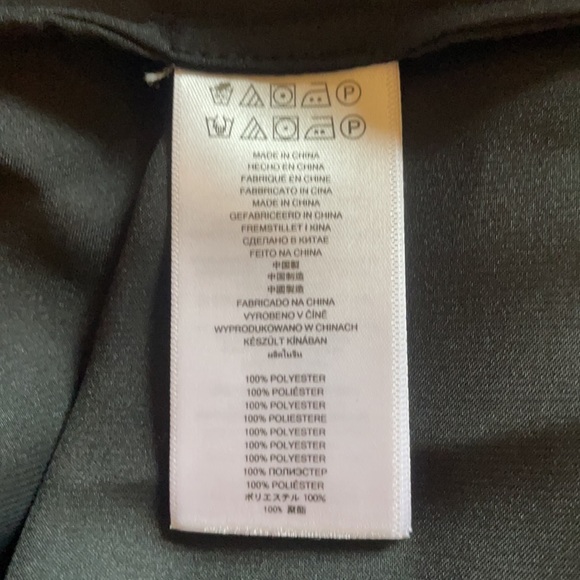 P
P
MADE IN CHINA
HECHO EN CHINA
FABRIQUÉ EN CHINE
FABBRICATO IN CINA
MADE IN CHINA
GEFABRICEERD IN CHINA
FREMSTILLET I KINA
СДЕЛАНО В КИТАЕ
FEITO NA CHINA
中国製
中国制造
中國製造
FABRICADO NA CHINA
VYROBENO V ČÍNĚ
WYPRODUKOWANO W CHINACH
KÉSZÜLT KÍNÁBAN
ผลิตในจีน
100% POLYESTER
100% POLIÉSTER
100% POLYESTER
100% POLIESTERE
100% POLYESTER
100% POLYESTER
100% POLYESTER
100% ПОЛИЭСТЕР
100% POLIÉSTER
ポリエステル 100%
100% 聚酯